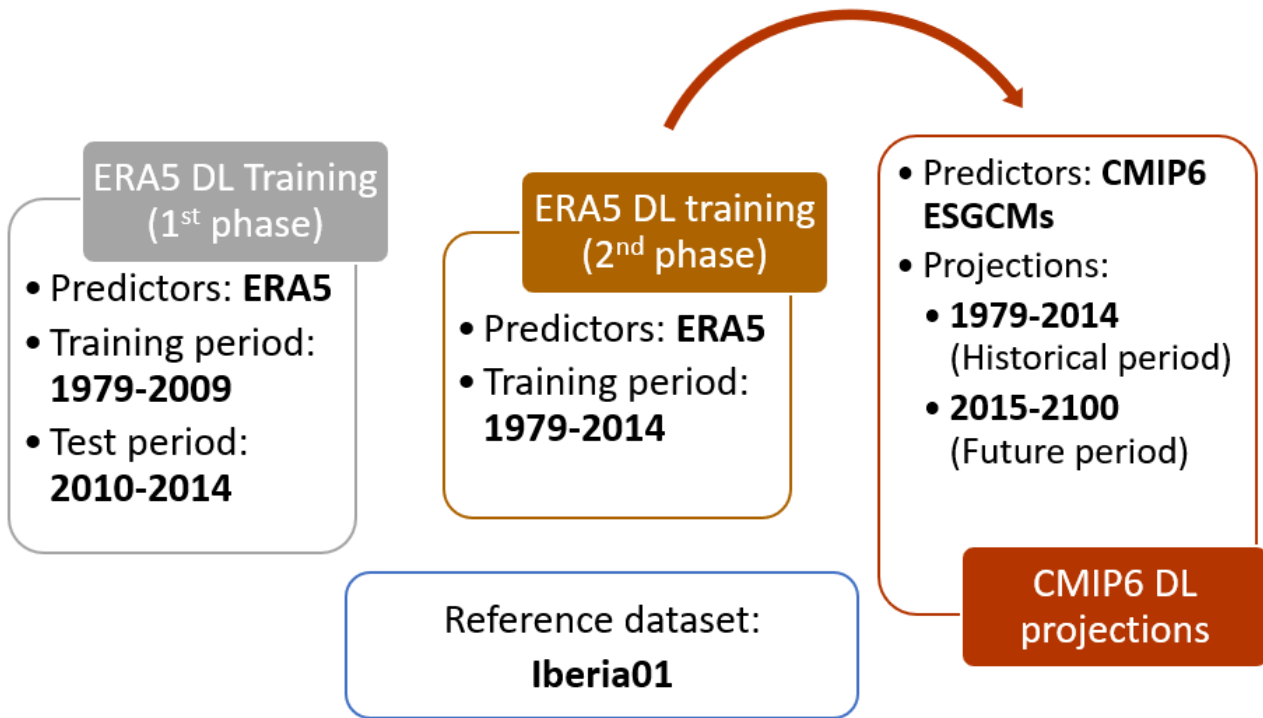 ERA5 DL Training
(1st phase)
• Predictors: ERA5
• Training period:
1979-2009
• Test period:
2010-2014
ERA5 DL training
(2nd phase)
• Predictors: ERA5
• Training period:
1979-2014
• Predictors: CMIP6
ESGCMs
• Projections:
• 1979-2014
(Historical period)
• 2015-2100
(Future period)
CMIP6 DL
projections
Reference dataset:
Iberia01